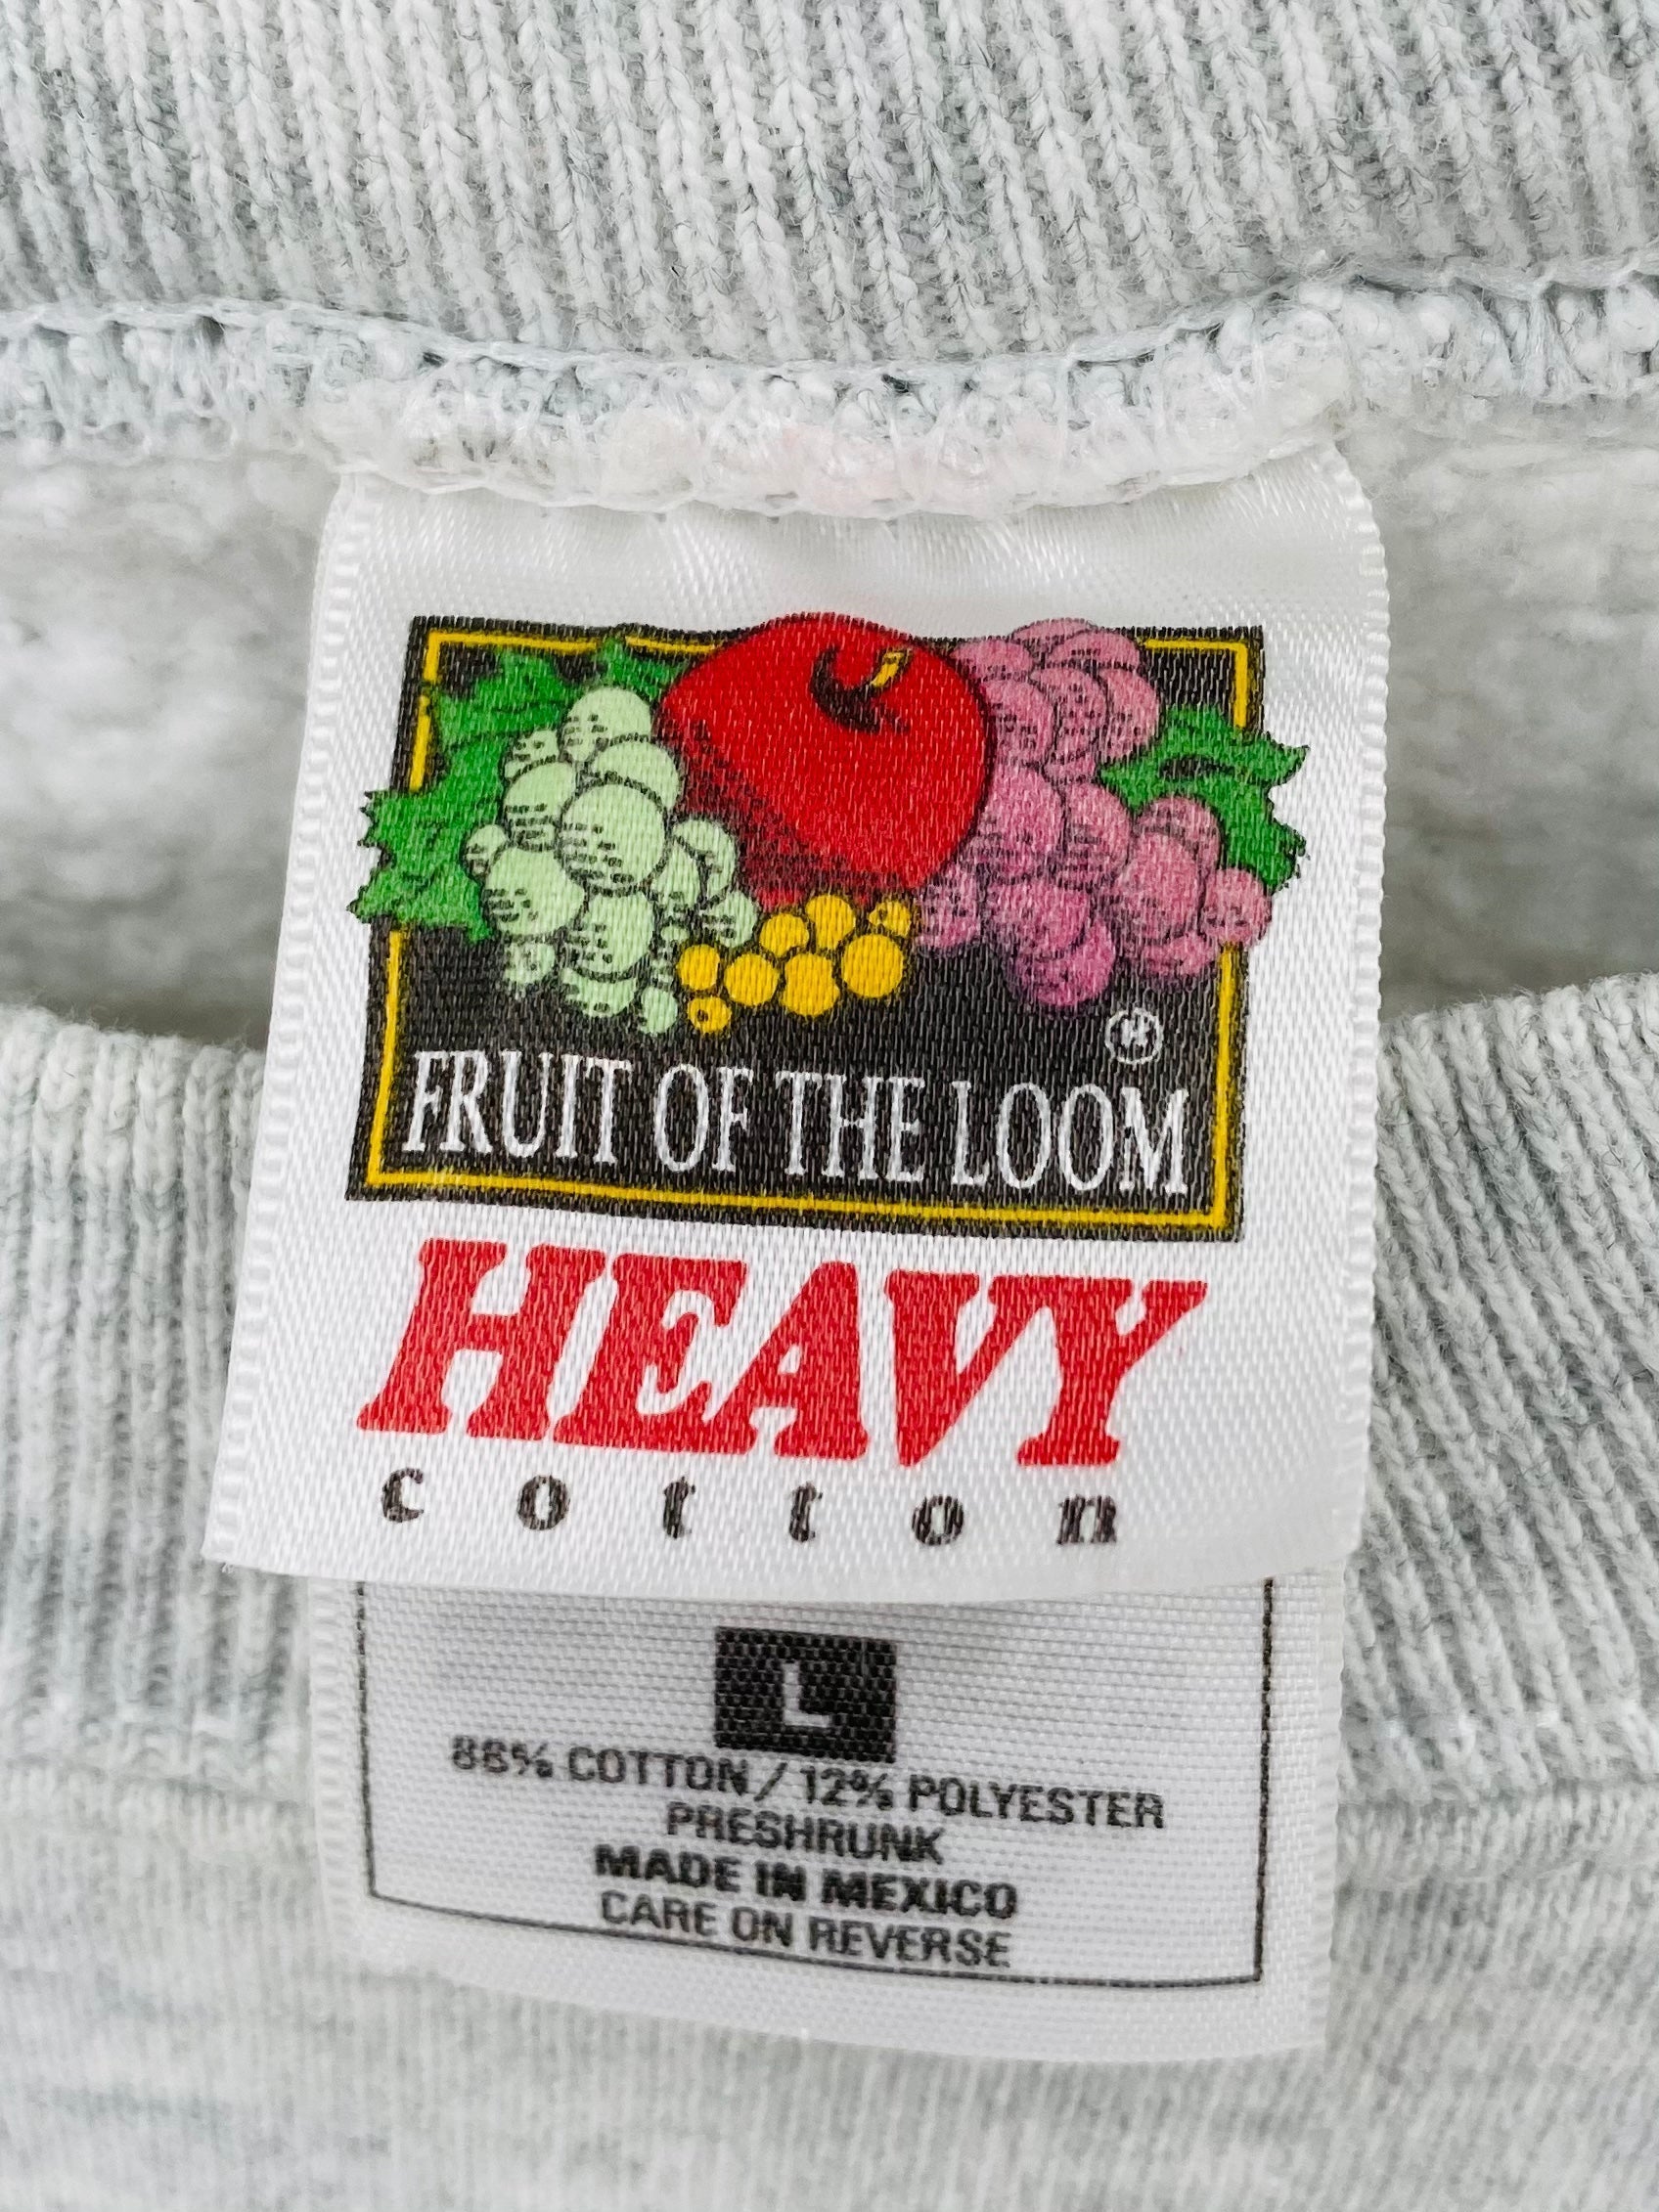 ®
FRUIT OF THE LOOM
HEAVY
cotton
L
88% COTTON / 12% POLYESTER
PRESHRUNK
MADE IN MEXICO
CARE ON REVERSE